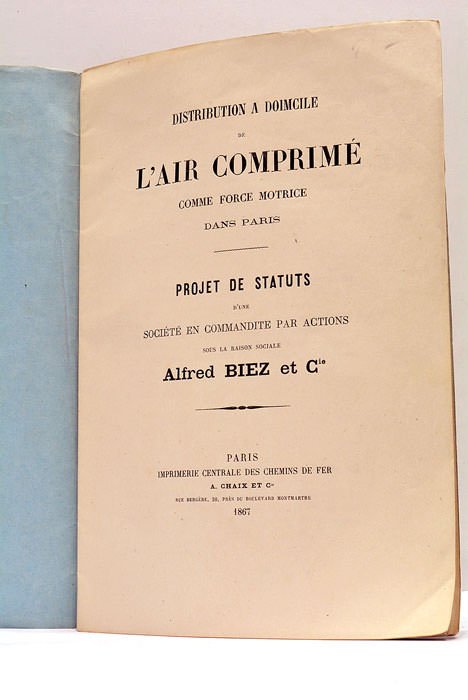 DISTRIBUTION A DOIMCILE
DE
L'AIR COMPRIMÉ
COMME FORCE MOTRICE
DANS PARIS
PROJET DE STATUTS
D'UNE
SOCIÉTÉ EN COMMANDITE PAR ACTIONS
SOUS LA RAISON SOCIALE
Alfred BIEZ et Cie
PARIS
IMPRIMERIE CENTRALE DES CHEMINS DE FER
A. CHAIX ET Cie
RUE BERGÈRE, 20, PRÈS DU BOULEVARD MONTMARTRE
1867